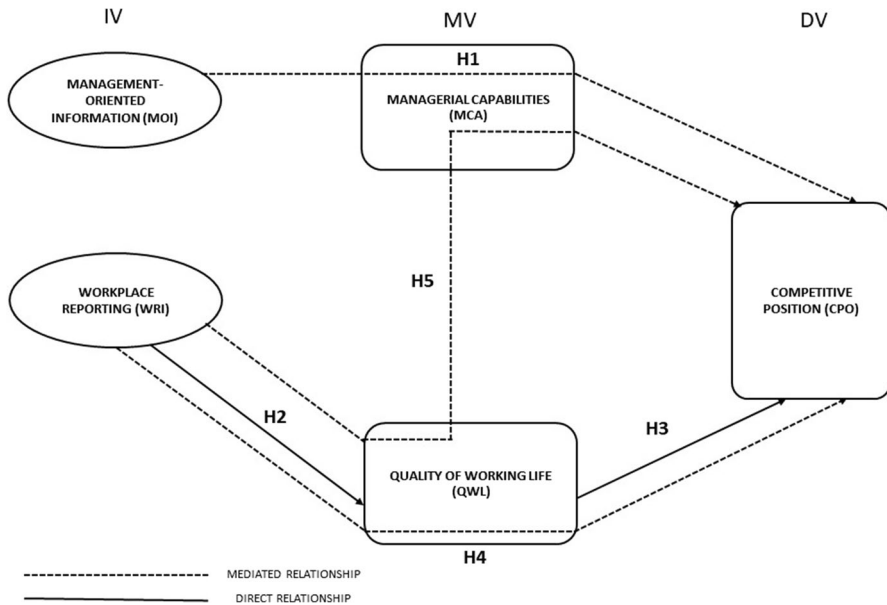 IV
MV
DV
H1
MANAGEMENT-
ORIENTED
INFORMATION (MOI)
MANAGERIAL CAPABILITIES
(MCA)
H5
WORKPLACE
REPORTING (WRI)
COMPETITIVE
POSITION (CPO)
H2
H3
QUALITY OF WORKING LIFE
(QWL)
H4
MEDIATED RELATIONSHIP
DIRECT RELATIONSHIP